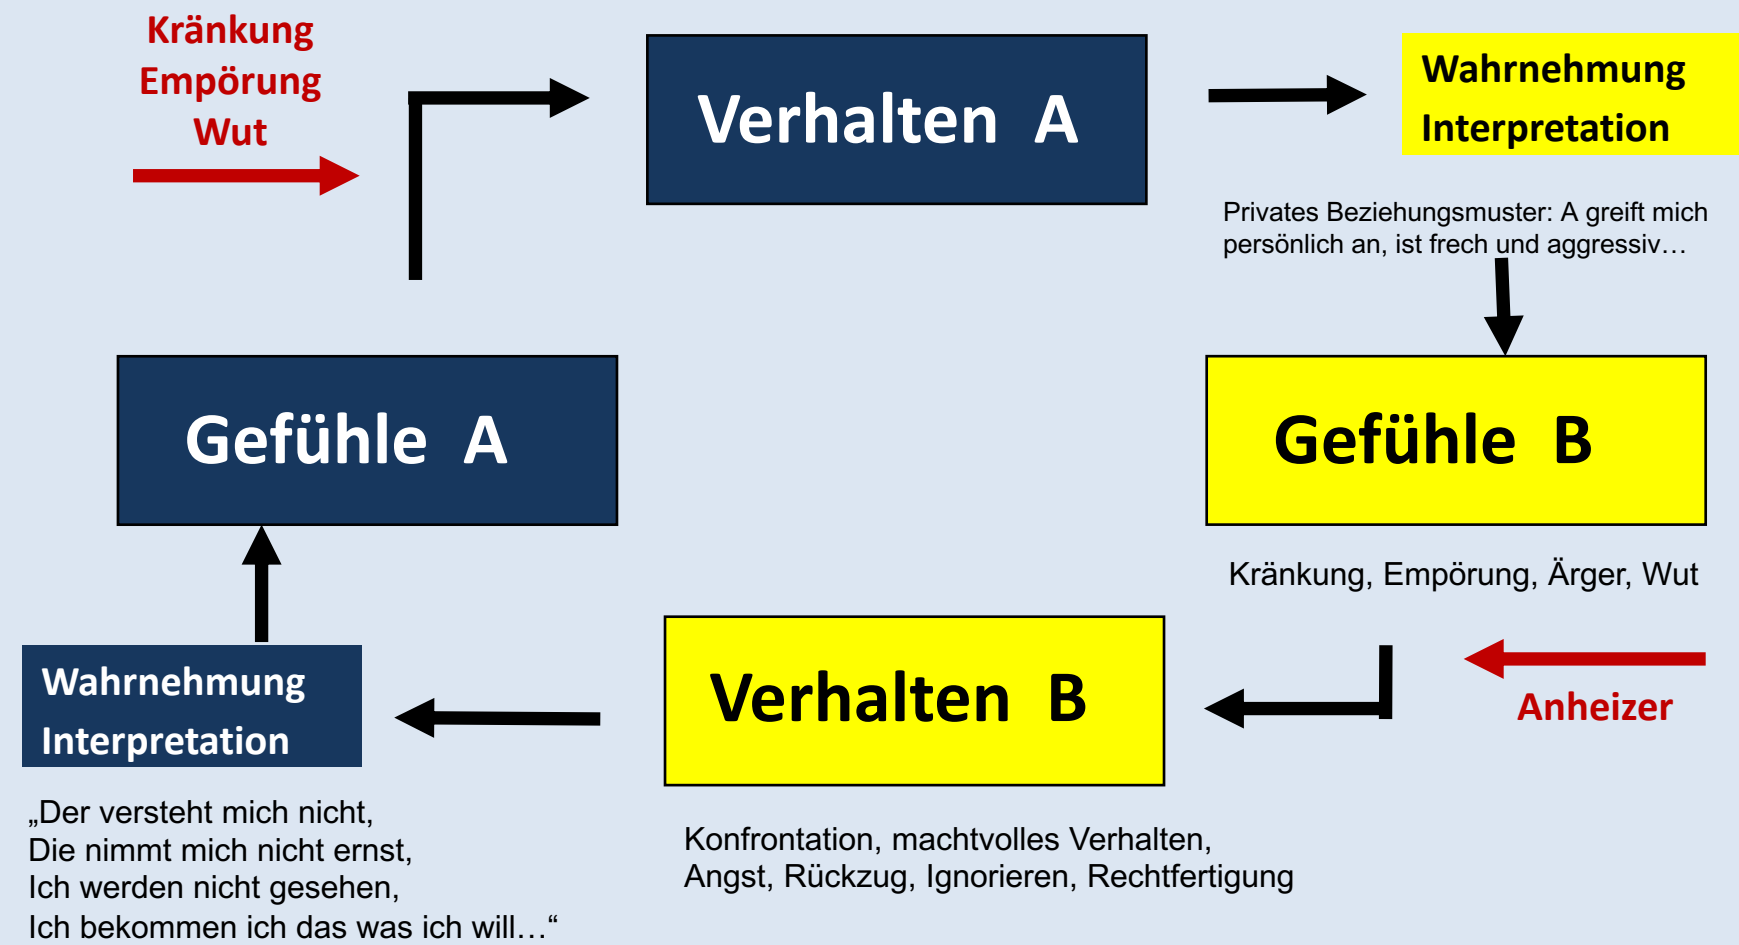 Kränkung
Empörung
Wut
Verhalten A
Wahrnehmung
Interpretation
Privates Beziehungsmuster: A greift mich
persönlich an, ist frech und aggressiv…
Gefühle A
Gefühle B
Kränkung, Empörung, Ärger, Wut
Anheizer
Verhalten B
Konfrontation, machtvolles Verhalten,
Angst, Rückzug, Ignorieren, Rechtfertigung
Wahrnehmung
Interpretation
„Der versteht mich nicht,
Die nimmt mich nicht ernst,
Ich werden nicht gesehen,
Ich bekommen ich das was ich will…“